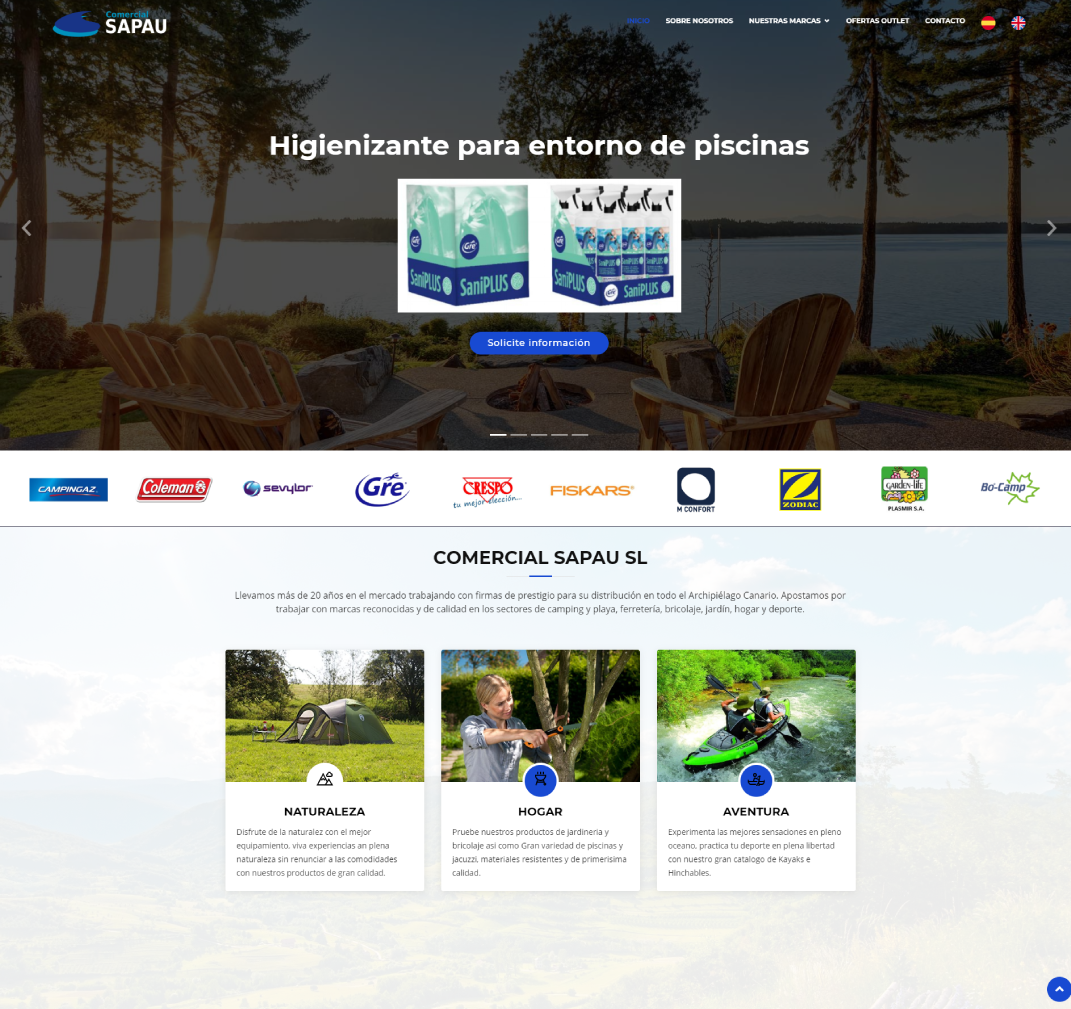 Comercial
SAPAU
INICIO
SOBRE NOSOTROS
NUESTRAS MARCAS
OFERTAS OUTLET
CONTACTO
Higienizante para entorno de piscinas
Gre
Gre
SaniPLUS
SaniPLUS
SaniPLUS
SaniPLUS
Solicite información
CAMPINGAZ
Coleman
sevylor
Gre
CRESPO
tu mejor elección...
FISKARS
M CONFORT
ZODIAC
GARDEN-life
PLASMIR S.A.
Bo-Camp
COMERCIAL SAPAU SL
Llevamos más de 20 años en el mercado trabajando con firmas de prestigio para su distribución en todo el Archipiélago Canario. Apostamos por
trabajar con marcas reconocidas y de calidad en los sectores de camping y playa, ferretería, bricolaje, jardín, hogar y deporte.
NATURALEZA
Disfrute de la naturalez con el mejor
equipamiento, viva experiencias an plena
naturaleza sin renunciar a las comodidades
con nuestros productos de gran calidad.
HOGAR
Pruebe nuestros productos de jardineria y
bricolaje asi como Gran variedad de piscinas y
jacuzzi, materiales resistentes y de primerisima
calidad.
AVENTURA
Experimenta las mejores sensaciones en pleno
oceano, practica tu deporte en plena libertad
con nuestro gran catalogo de Kayaks e
Hinchables.